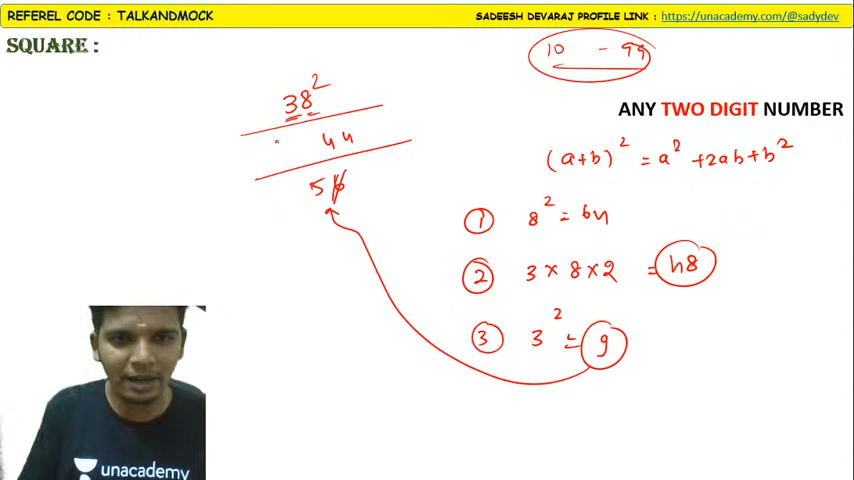 REFEREL CODE : TALKANDMOCK
SADEESH DEVARAJ PROFILE LINK : https://unacademy.com/@sadydev
SQUARE :
10 - 99
38²
ANY TWO DIGIT NUMBER
44
(a+b)² = a² + 2ab + b²
5
1 8² = 64
2 3 × 8 × 2 = 48
3 3² = 9
unacademy